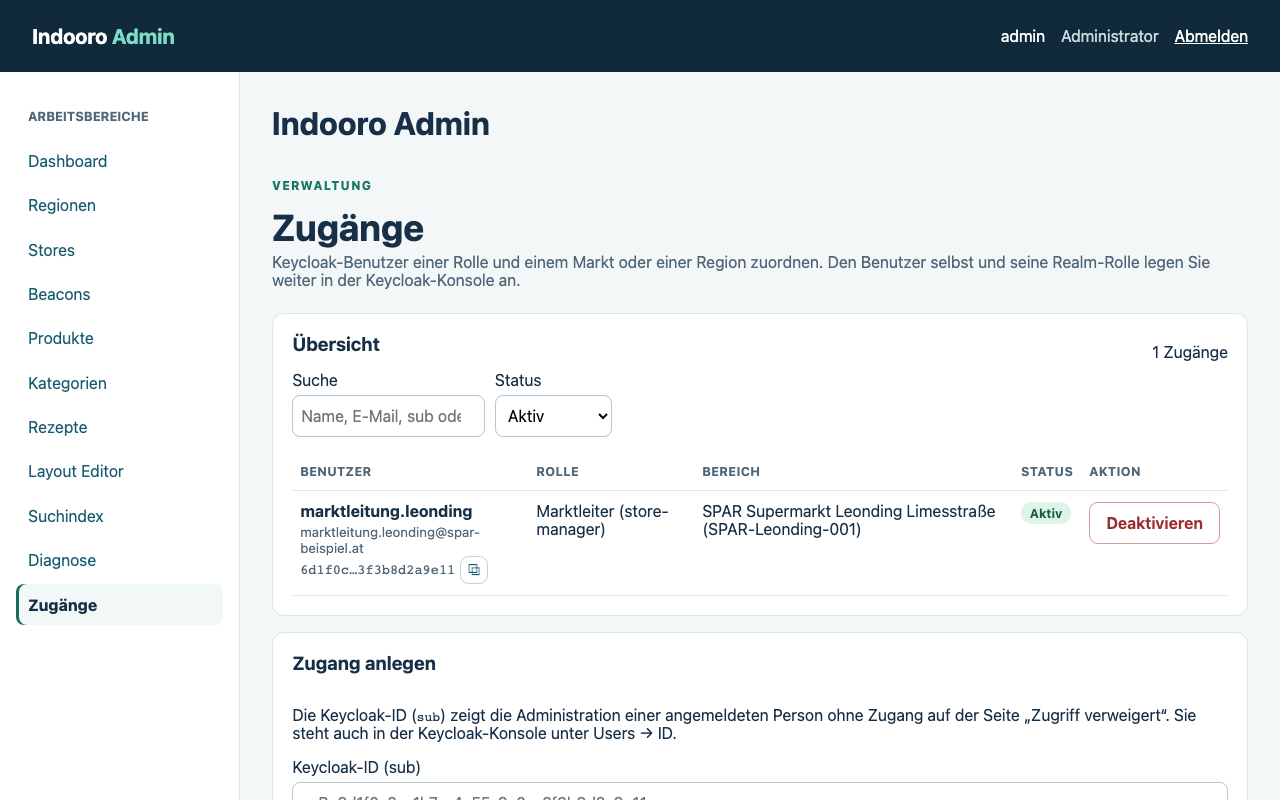 Indooro Admin
admin Administrator Abmelden
ARBEITSBEREICHE
Dashboard
Regionen
Stores
Beacons
Produkte
Kategorien
Rezepte
Layout Editor
Suchindex
Diagnose
Zugänge
Indooro Admin
VERWALTUNG
Zugänge
Keycloak-Benutzer einer Rolle und einem Markt oder einer Region zuordnen. Den Benutzer selbst und seine Realm-Rolle legen Sie
weiter in der Keycloak-Konsole an.
Übersicht
1 Zugänge
Suche Status
Name, E-Mail, sub ode Aktiv
BENUTZER ROLLE BEREICH STATUS AKTION
marktleitung.leonding Marktleiter (store- SPAR Supermarkt Leonding Limesstraße Aktiv Deaktivieren
manager) (SPAR-Leonding-001)
marktleitung.leonding@spar-
beispiel.at
6d1f0c…3f3b8d2a9e11
Zugang anlegen
Die Keycloak-ID (sub) zeigt die Administration einer angemeldeten Person ohne Zugang auf der Seite „Zugriff verweigert“. Sie
steht auch in der Keycloak-Konsole unter Users → ID.
Keycloak-ID (sub)